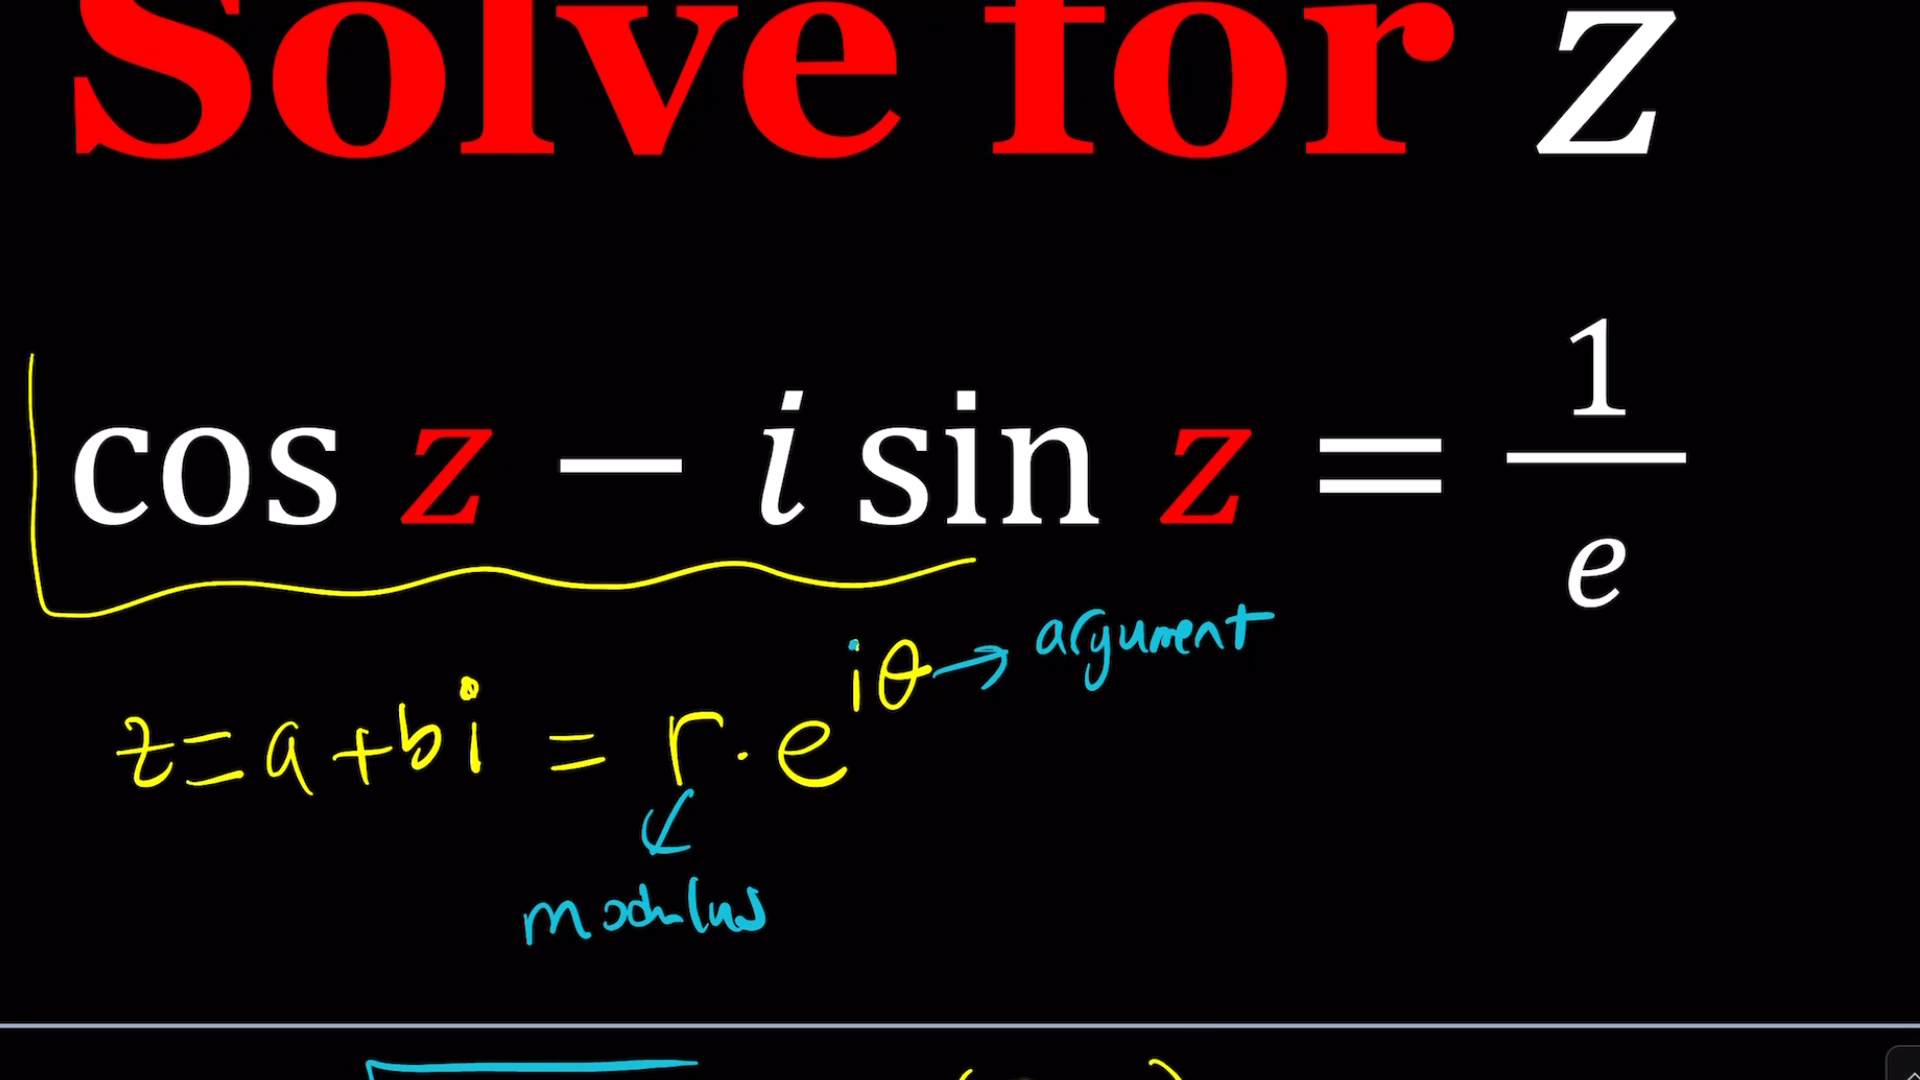 Solve for z
cos z − i sin z = 1/e
z = a + bi = r · e^{iθ} → argument
modulus